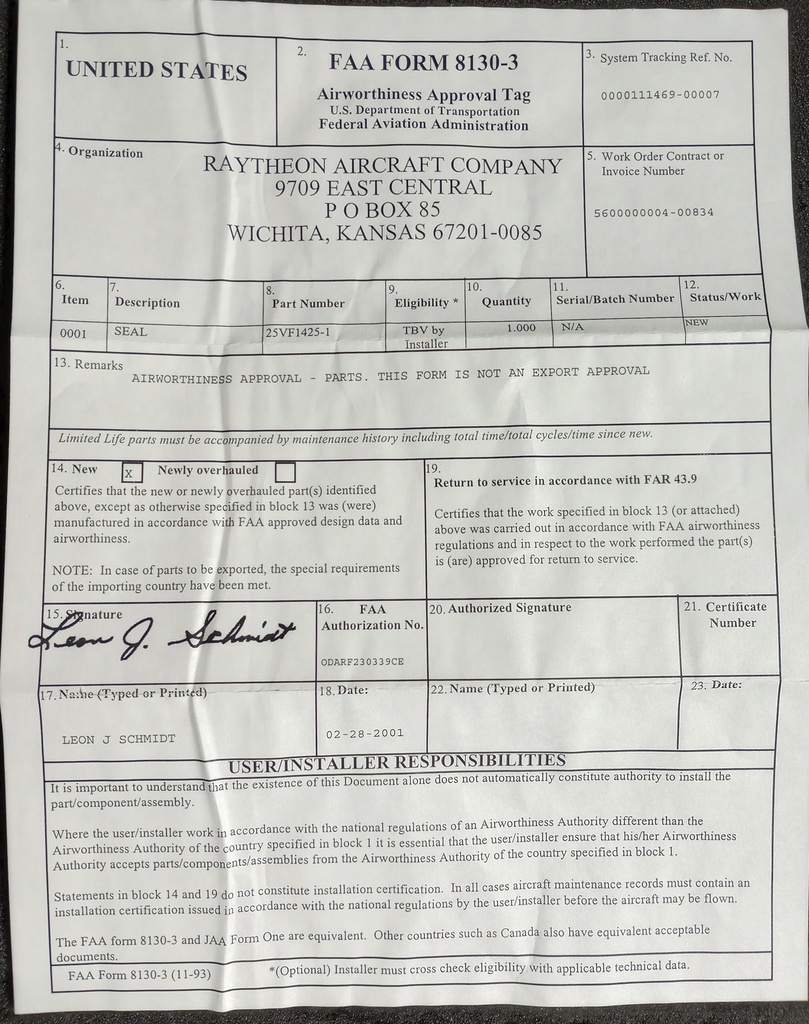 1.
UNITED STATES
2.
FAA FORM 8130-3
Airworthiness Approval Tag
U.S. Department of Transportation
Federal Aviation Administration
3. System Tracking Ref. No.
0000111469-00007
4. Organization
RAYTHEON AIRCRAFT COMPANY
9709 EAST CENTRAL
P O BOX 85
WICHITA, KANSAS 67201-0085
5. Work Order Contract or
Invoice Number
5600000004-00834
6.
Item
7.
Description
8.
Part Number
9.
Eligibility *
10.
Quantity
11.
Serial/Batch Number
12.
Status/Work
0001
SEAL
25VF1425-1
TBV by
Installer
1.000
N/A
NEW
13. Remarks
AIRWORTHINESS APPROVAL - PARTS. THIS FORM IS NOT AN EXPORT APPROVAL
Limited Life parts must be accompanied by maintenance history including total time/total cycles/time since new.
14. New X Newly overhauled
Certifies that the new or newly overhauled part(s) identified
above, except as otherwise specified in block 13 was (were)
manufactured in accordance with FAA approved design data and
airworthiness.
NOTE: In case of parts to be exported, the special requirements
of the importing country have been met.
19.
Return to service in accordance with FAR 43.9
Certifies that the work specified in block 13 (or attached)
above was carried out in accordance with FAA airworthiness
regulations and in respect to the work performed the part(s)
is (are) approved for return to service.
15. Signature
Leon J. Schmidt
16. FAA
Authorization No.
ODARF230339CE
20. Authorized Signature
21. Certificate
Number
17. Name (Typed or Printed)
LEON J SCHMIDT
18. Date:
02-28-2001
22. Name (Typed or Printed)
23. Date:
USER/INSTALLER RESPONSIBILITIES
It is important to understand that the existence of this Document alone does not automatically constitute authority to install the
part/component/assembly.
Where the user/installer work in accordance with the national regulations of an Airworthiness Authority different than the
Airworthiness Authority of the country specified in block 1 it is essential that the user/installer ensure that his/her Airworthiness
Authority accepts parts/components/assemblies from the Airworthiness Authority of the country specified in block 1.
Statements in block 14 and 19 do not constitute installation certification. In all cases aircraft maintenance records must contain an
installation certification issued in accordance with the national regulations by the user/installer before the aircraft may be flown.
The FAA form 8130-3 and JAA Form One are equivalent. Other countries such as Canada also have equivalent acceptable
documents.
FAA Form 8130-3 (11-93)
*(Optional) Installer must cross check eligibility with applicable technical data.